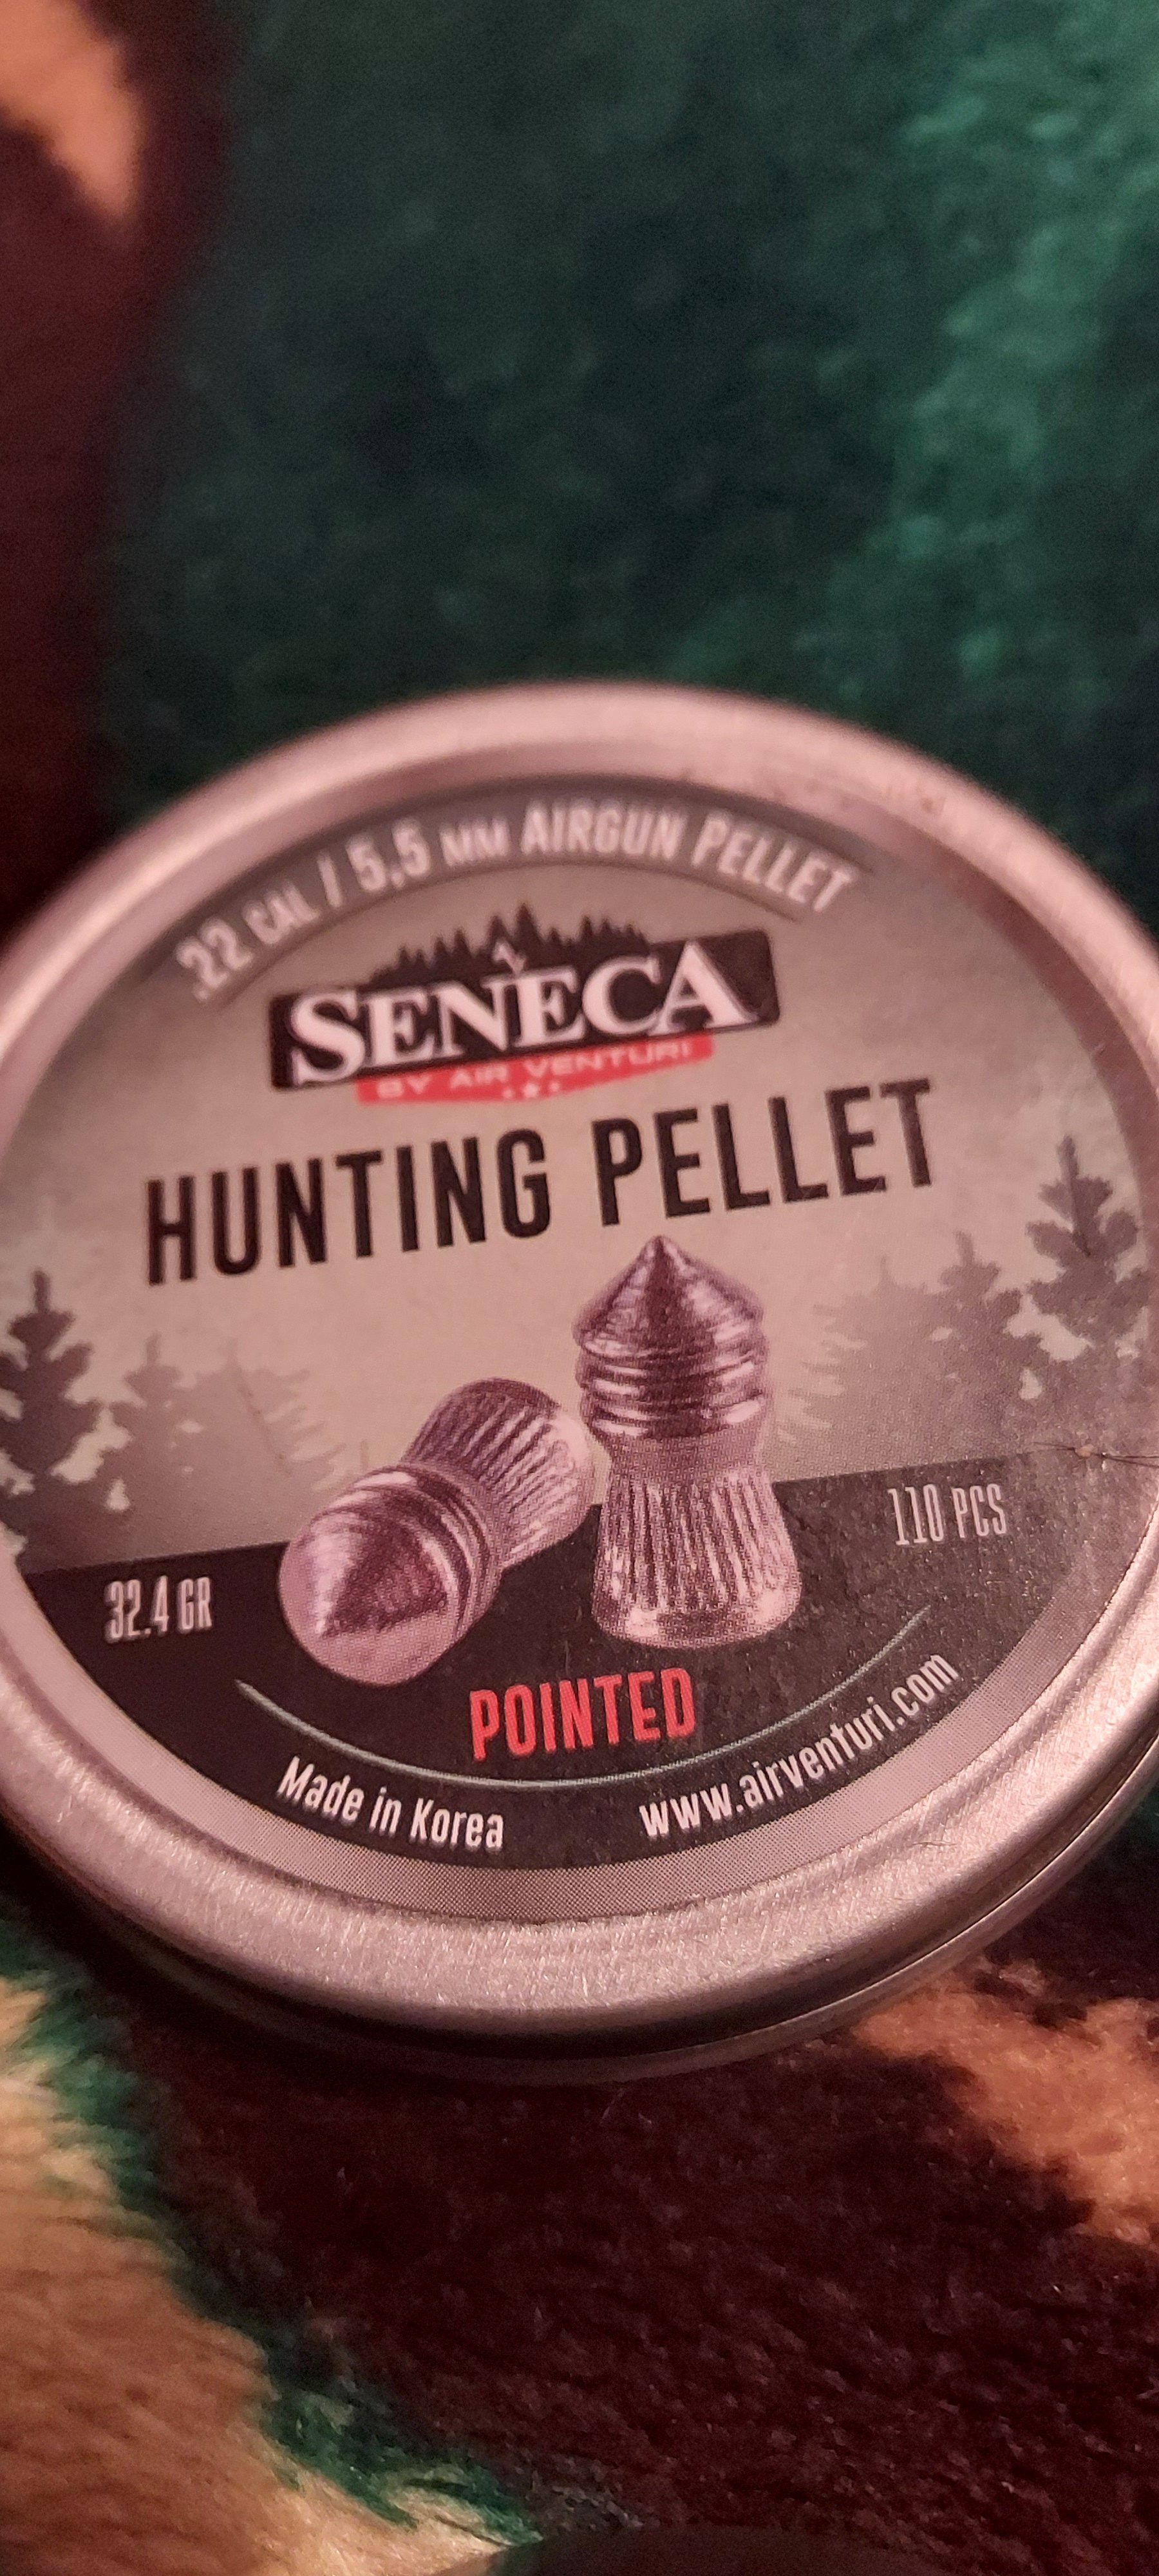 .22 CAL / 5,5 MM AIRGUN PELLET
SENECA
BY AIR VENTURI
HUNTING PELLET
110 PCS
32.4 GR
POINTED
Made in Korea
www.airventuri.com